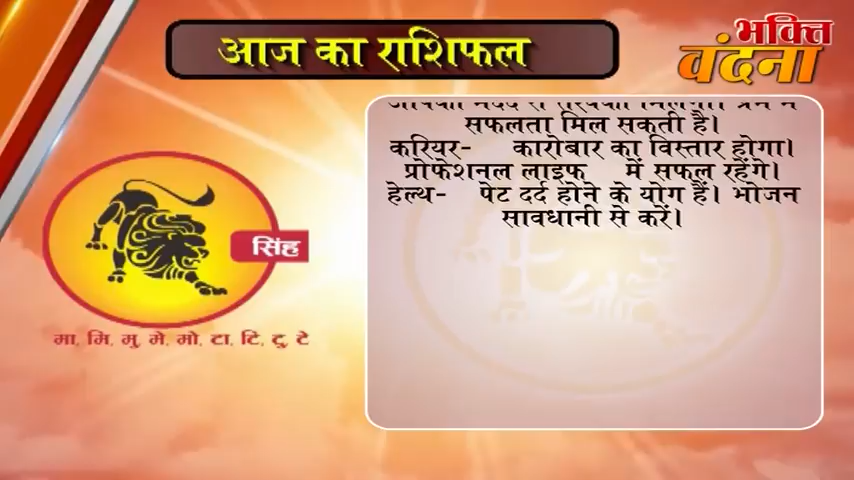 आज का राशिफल
भक्ति
वंदना
सफलता मिल सकती है।
करियर- कारोबार का विस्तार होगा।
प्रोफेशनल लाइफ में सफल रहेंगे।
हेल्थ- पेट दर्द होने के योग हैं। भोजन
सावधानी से करें।
सिंह
मा, मि, मु, मे, मो, टा, टि, टु, टे